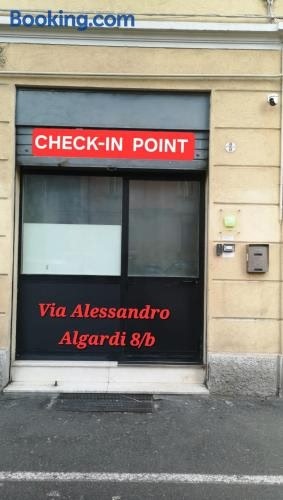 Booking.com
CHECK-IN POINT
Via Alessandro
Algardi 8/b